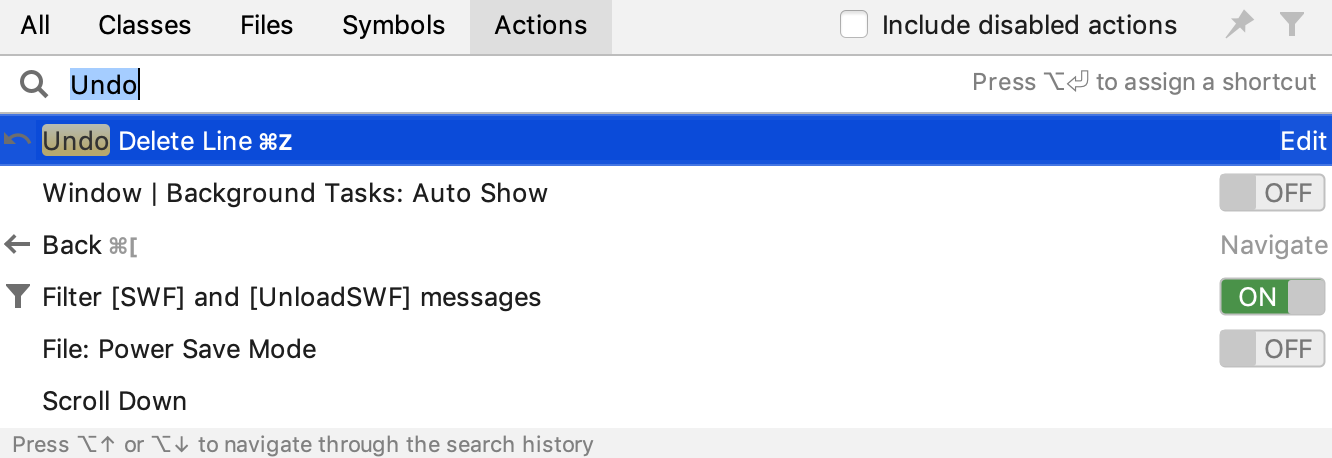 All Classes Files Symbols Actions Include disabled actions
Undo Press ⌥⏎ to assign a shortcut
Undo Delete Line ⌘Z Edit
Window | Background Tasks: Auto Show OFF
Back ⌘[ Navigate
Filter [SWF] and [UnloadSWF] messages ON
File: Power Save Mode OFF
Scroll Down
Press ⌥↑ or ⌥↓ to navigate through the search history